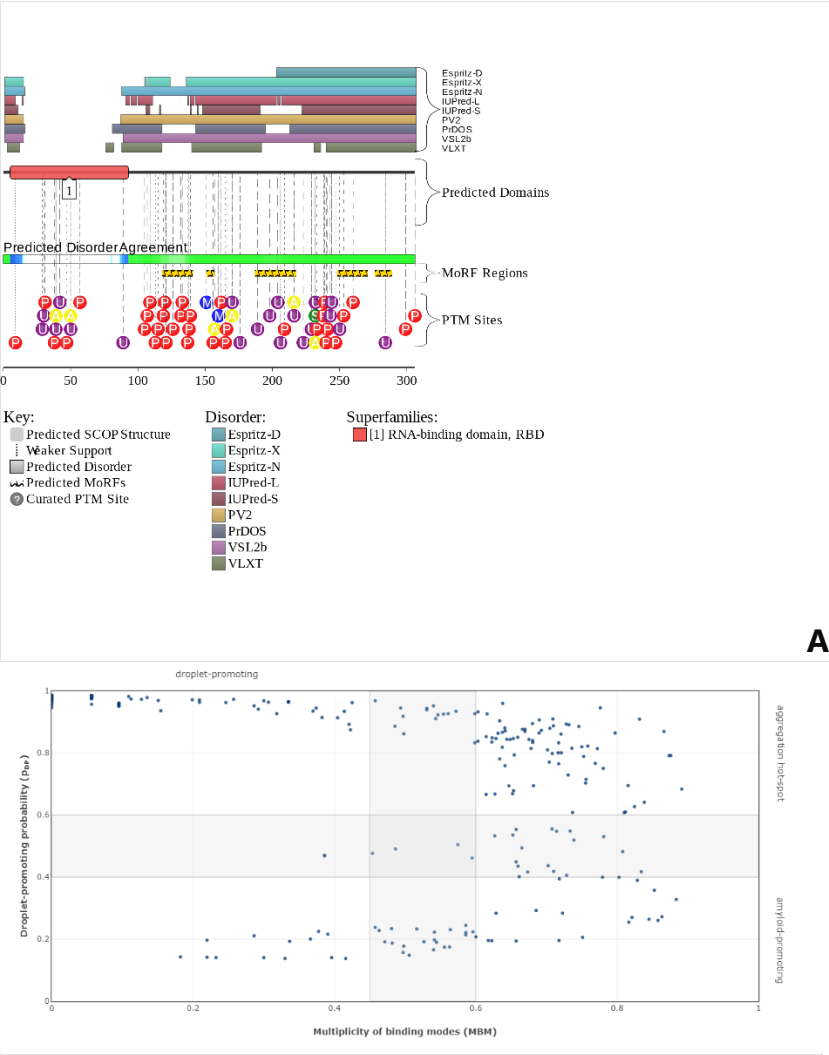 Espritz-D
Espritz-X
Espritz-N
IUPred-L
IUPred-S
PV2
PrDOS
VSL2b
VLXT
1
Predicted Domains
Predicted Disorder Agreement
MoRF Regions
PTM Sites
0 50 100 150 200 250 300
Key:
Predicted SCOP Structure
Weaker Support
Predicted Disorder
Predicted MoRFs
? Curated PTM Site
Disorder:
Espritz-D
Espritz-X
Espritz-N
IUPred-L
IUPred-S
PV2
PrDOS
VSL2b
VLXT
Superfamilies:
[1] RNA-binding domain, RBD
A
droplet-promoting
1
0.8
0.6
0.4
0.2
0
Droplet-promoting probability (pDP)
aggregation hot-spot
amyloid-promoting
0 0.2 0.4 0.6 0.8 1
Multiplicity of binding modes (MBM)